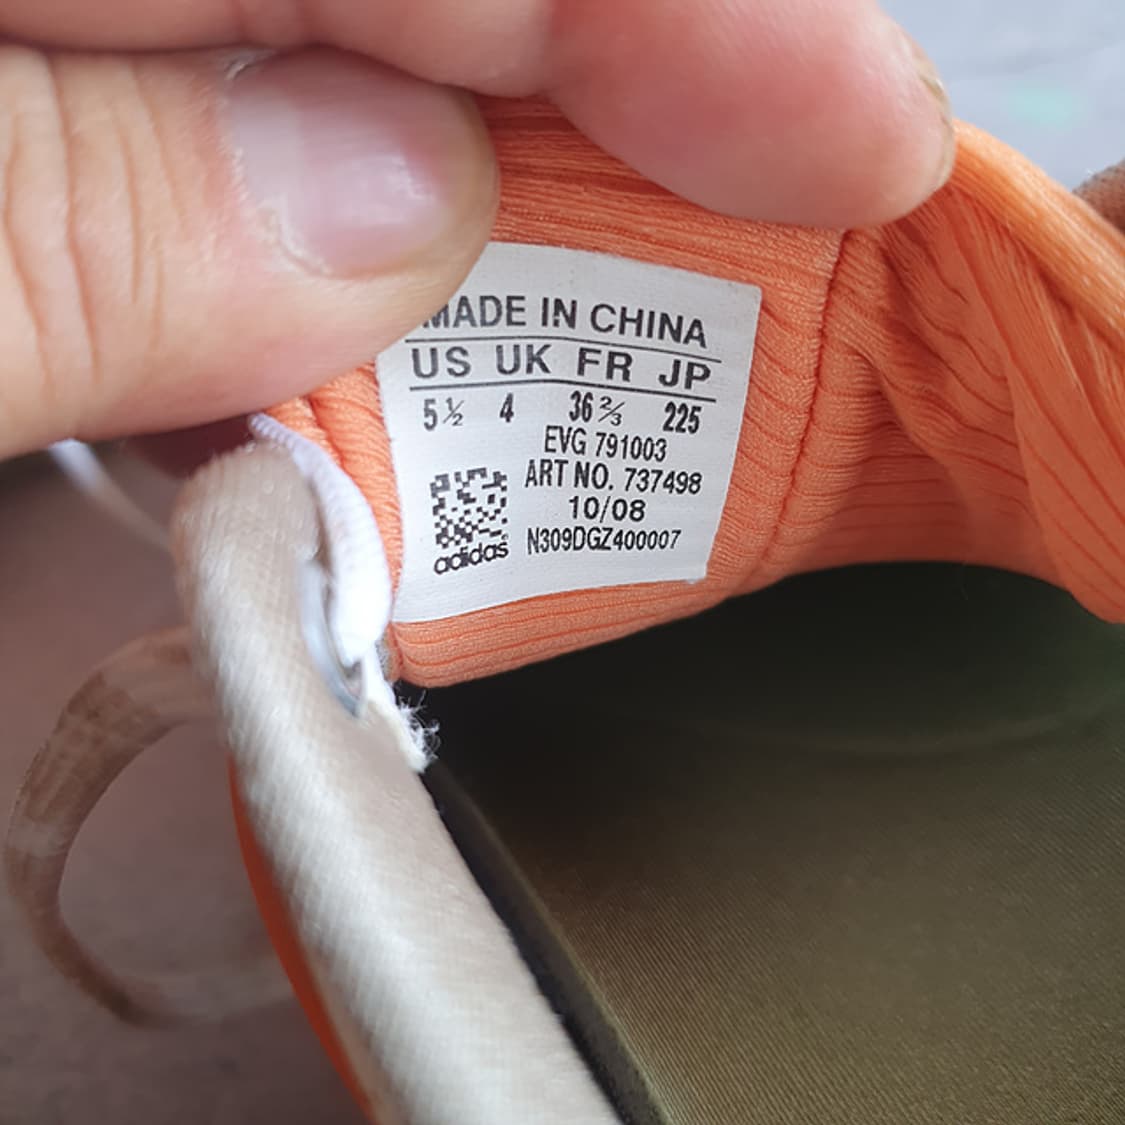 MADE IN CHINA
US UK FR JP
5½ 4 36⅔ 225
EVG 791003
ART NO. 737498
10/08
N309DGZ400007
adidas